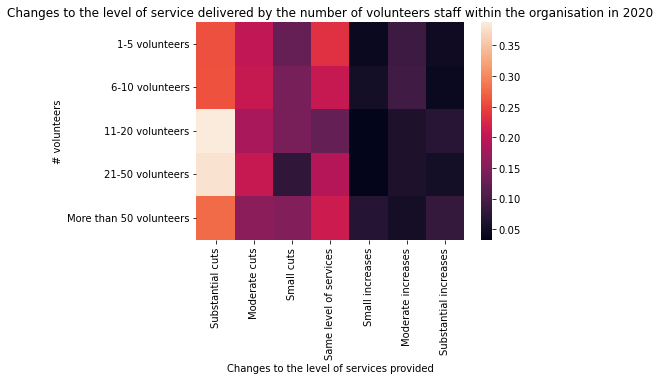 Changes to the level of service delivered by the number of volunteers staff within the organisation in 2020
# volunteers
1-5 volunteers
6-10 volunteers
11-20 volunteers
21-50 volunteers
More than 50 volunteers
0.35
0.30
0.25
0.20
0.15
0.10
0.05
Substantial cuts
Moderate cuts
Small cuts
Same level of services
Small increases
Moderate increases
Substantial increases
Changes to the level of services provided